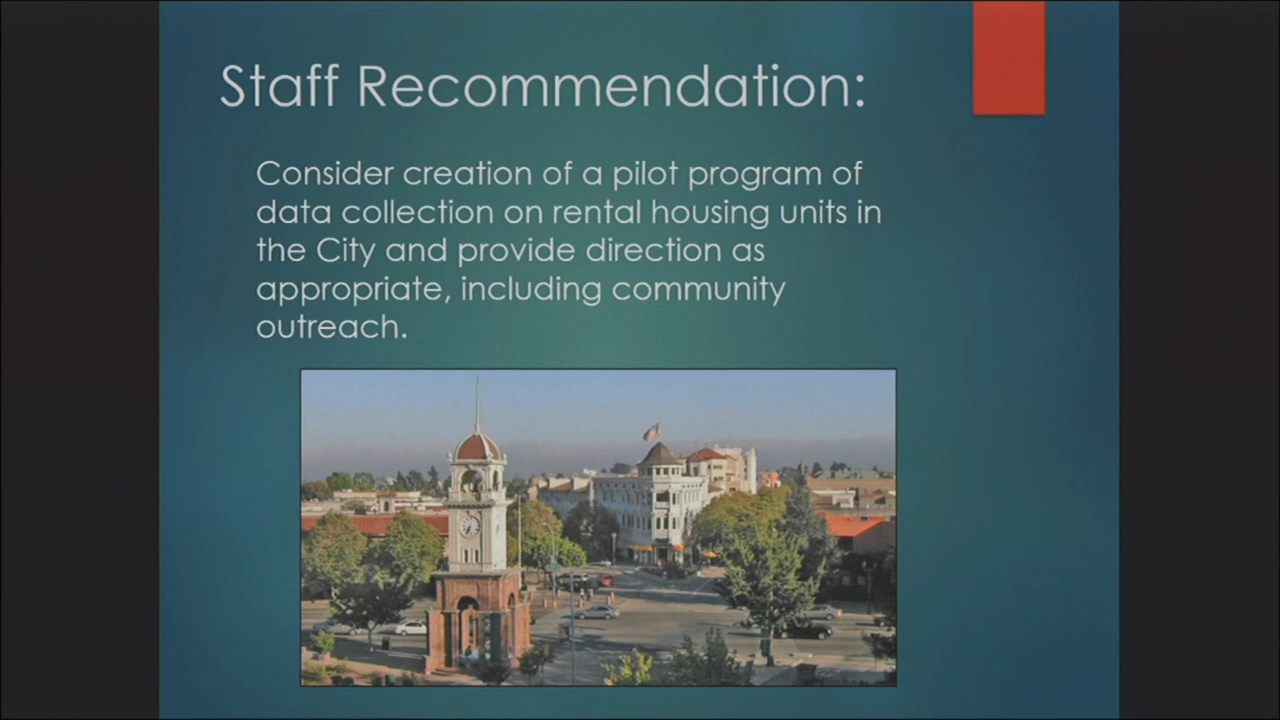 Staff Recommendation:
Consider creation of a pilot program of
data collection on rental housing units in
the City and provide direction as
appropriate, including community
outreach.